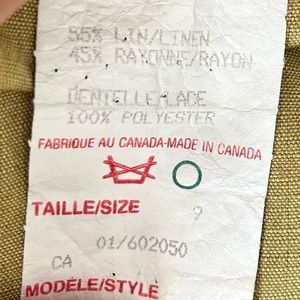 55% LIN/LINEN
45% RAYONNE/RAYON
DENTELLE-LACE
100% POLYESTER
FABRIQUE AU CANADA-MADE IN CANADA
TAILLE/SIZE 9
01/602050
CA
MODÈLE/STYLE